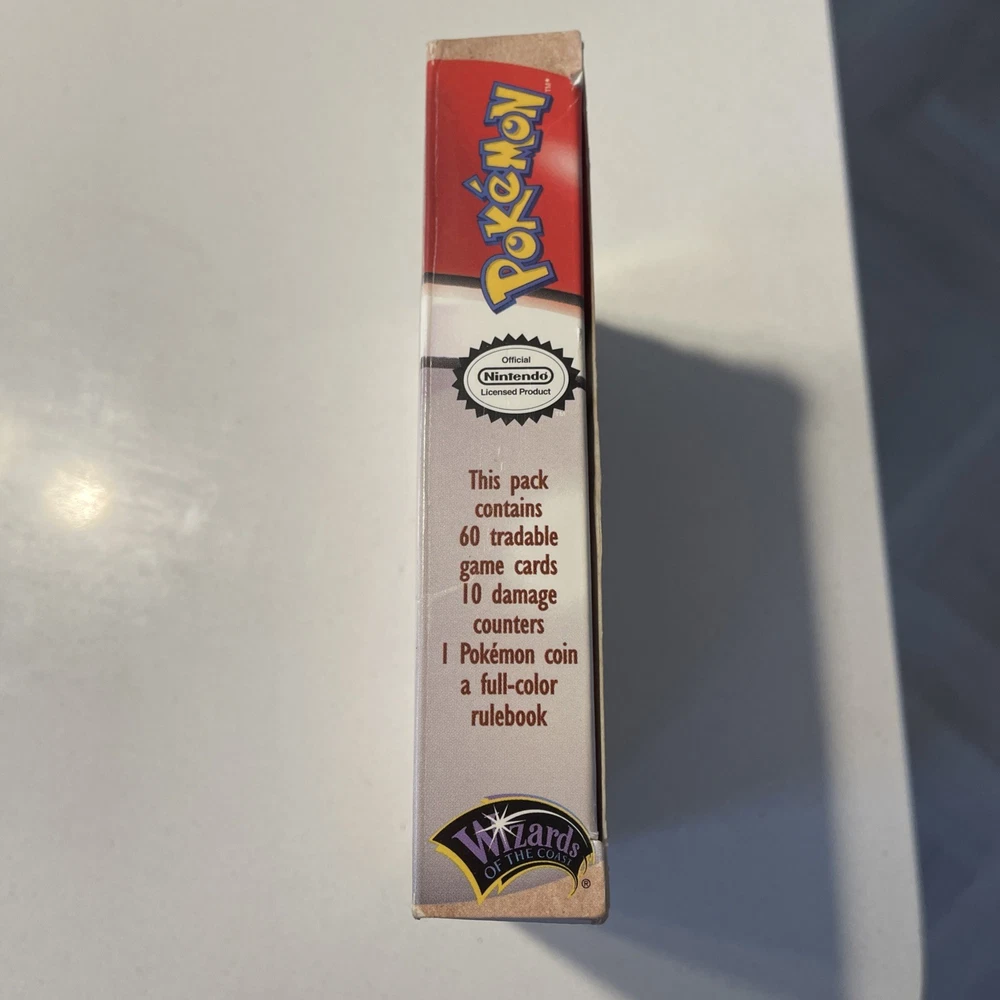 POKéMON™
Official
Nintendo
Licensed Product
This pack
contains
60 tradable
game cards
10 damage
counters
1 Pokémon coin
a full-color
rulebook
Wizards
OF THE COAST
®